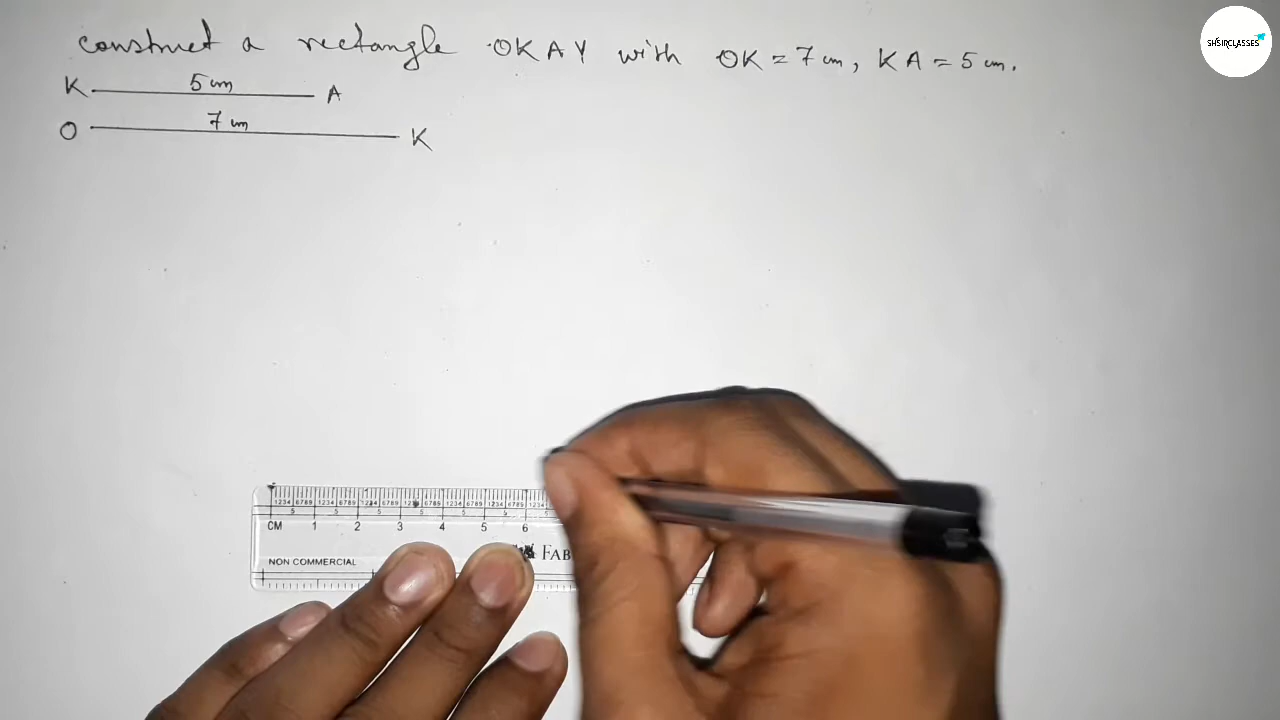 construct a rectangle OKAY with OK = 7 cm, KA = 5 cm.
SHSIRCLASSES
K 5 cm A
O 7 cm K
CM 1 2 3 4 5 6
FAB
NON COMMERCIAL